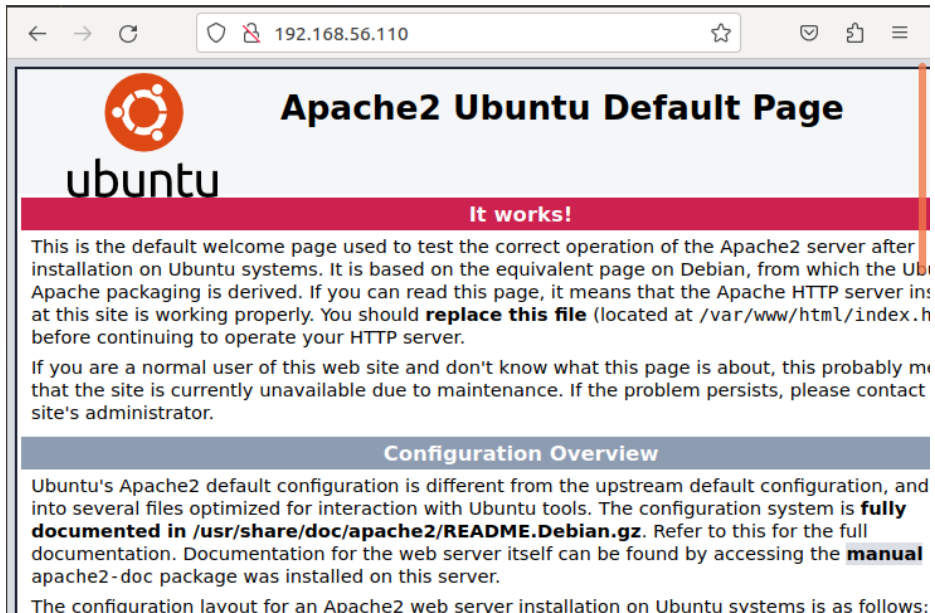 192.168.56.110
Apache2 Ubuntu Default Page
ubuntu
It works!
This is the default welcome page used to test the correct operation of the Apache2 server after
installation on Ubuntu systems. It is based on the equivalent page on Debian, from which the
Apache packaging is derived. If you can read this page, it means that the Apache HTTP server
at this site is working properly. You should replace this file (located at /var/www/html/index.h
before continuing to operate your HTTP server.
If you are a normal user of this web site and don't know what this page is about, this probably
that the site is currently unavailable due to maintenance. If the problem persists, please contact
site's administrator.
Configuration Overview
Ubuntu's Apache2 default configuration is different from the upstream default configuration, and
into several files optimized for interaction with Ubuntu tools. The configuration system is fully
documented in /usr/share/doc/apache2/README.Debian.gz. Refer to this for the full
documentation. Documentation for the web server itself can be found by accessing the manual
apache2-doc package was installed on this server.
The configuration layout for an Apache2 web server installation on Ubuntu systems is as follows: